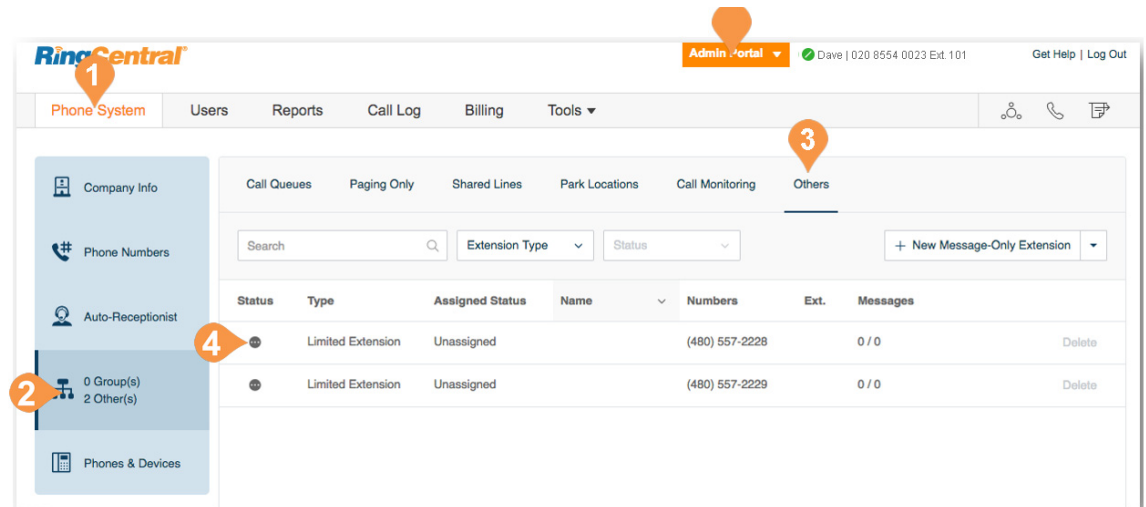 RingCentral®
Admin Portal
Dave | 020 8554 0023 Ext. 101
Get Help | Log Out
1
Phone System
Users
Reports
Call Log
Billing
Tools
3
Company Info
Phone Numbers
Auto-Receptionist
2
0 Group(s)
2 Other(s)
Phones & Devices
Call Queues
Paging Only
Shared Lines
Park Locations
Call Monitoring
Others
Search
Extension Type
Status
+ New Message-Only Extension
Status Type Assigned Status Name Numbers Ext. Messages
4
Limited Extension Unassigned (480) 557-2228 0 / 0 Delete
Limited Extension Unassigned (480) 557-2229 0 / 0 Delete